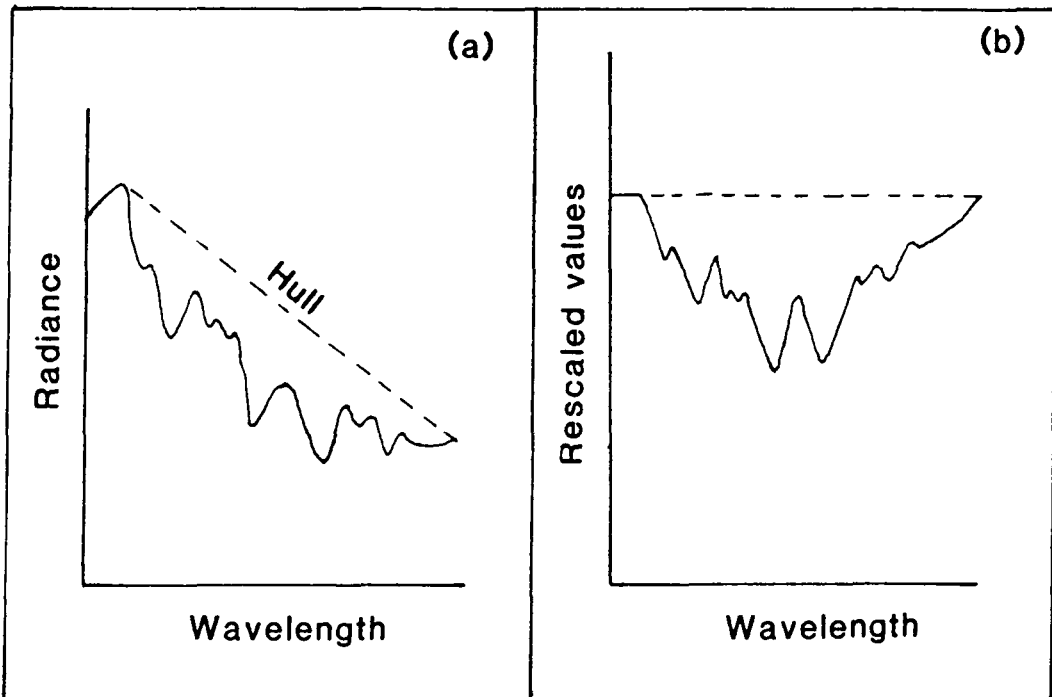 (a)
Radiance
Hull
Wavelength
(b)
Rescaled values
Wavelength